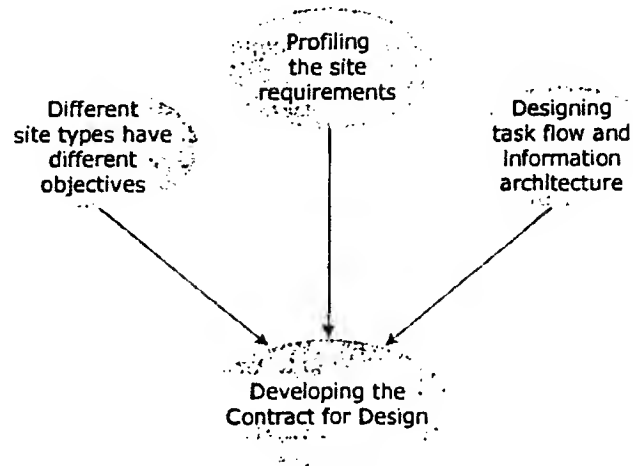 Profiling
the site
requirements
Different
site types have
different
objectives
Designing
task flow and
information
architecture
Developing the
Contract for Design